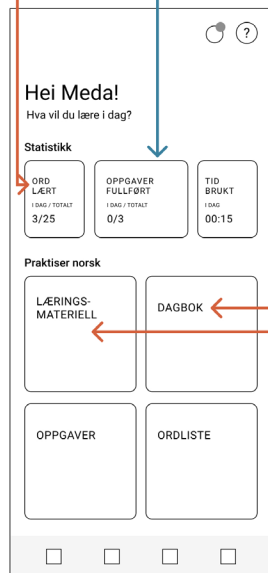 ?
Hei Meda!
Hva vil du lære i dag?
Statistikk
ORD
LÆRT
I DAG / TOTALT
3/25
OPPGAVER
FULLFØRT
I DAG / TOTALT
0/3
TID
BRUKT
I DAG
00:15
Praktiser norsk
LÆRINGS-
MATERIELL
DAGBOK
OPPGAVER
ORDLISTE